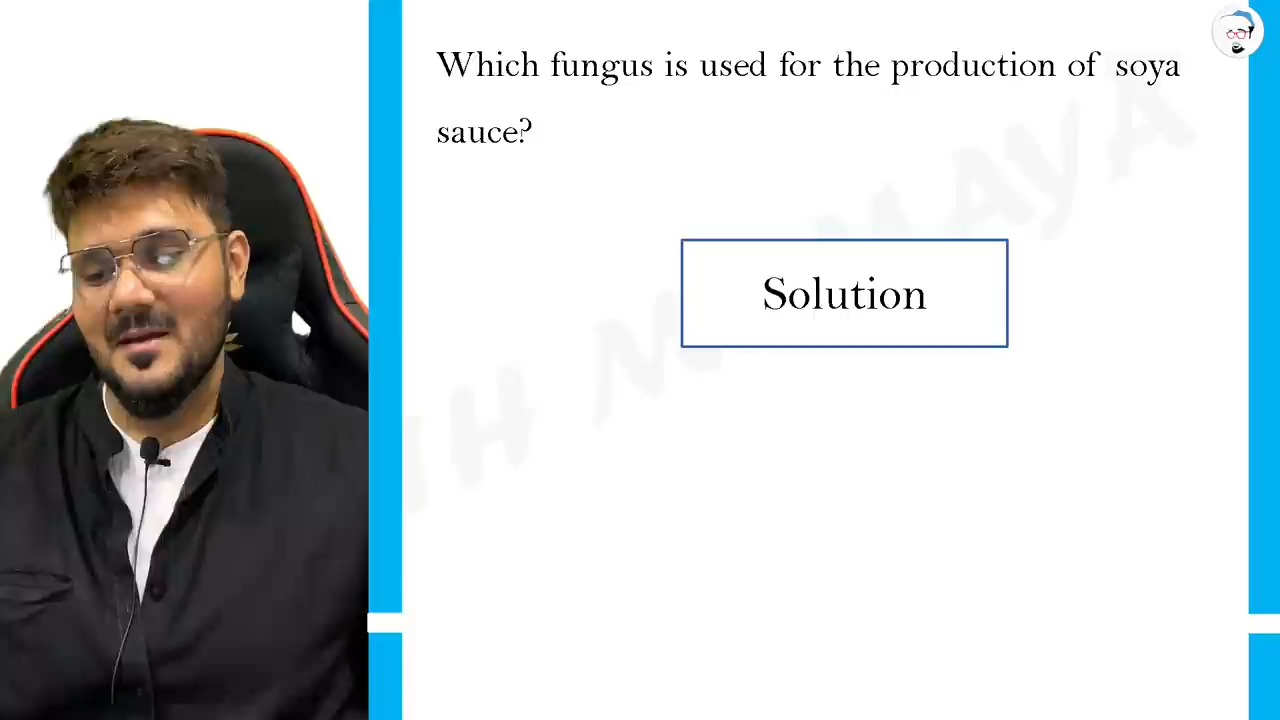 Which fungus is used for the production of soya
sauce?
Solution